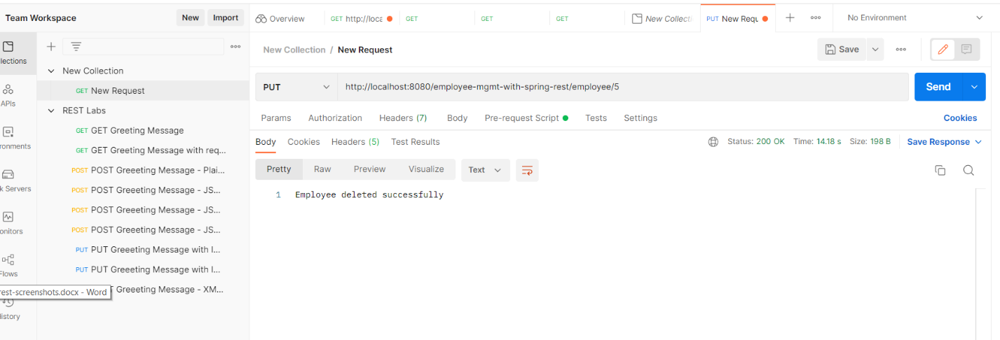 Team Workspace New Import Overview GET http://loca GET GET GET New Collecti PUT New Requ No Environment
New Collection / New Request Save
lections
New Collection
GET New Request
PUT http://localhost:8080/employee-mgmt-with-spring-rest/employee/5 Send
APIs
REST Labs
Params Authorization Headers (7) Body Pre-request Script Tests Settings Cookies
GET GET Greeting Message
ronments
Body Cookies Headers (5) Test Results Status: 200 OK Time: 14.18 s Size: 198 B Save Response
GET GET Greeting Message with req...
POST POST Greeeting Message - Plai...
Pretty Raw Preview Visualize Text
k Servers
POST POST Greeeting Message - JS...
1 Employee deleted successfully
POST POST Greeeting Message - JS...
onitors
POST POST Greeeting Message - JS...
PUT PUT Greeeting Message with I...
PUT PUT Greeeting Message with I...
Flows
rest-screenshots.docx - Word
T Greeeting Message - XM...
istory